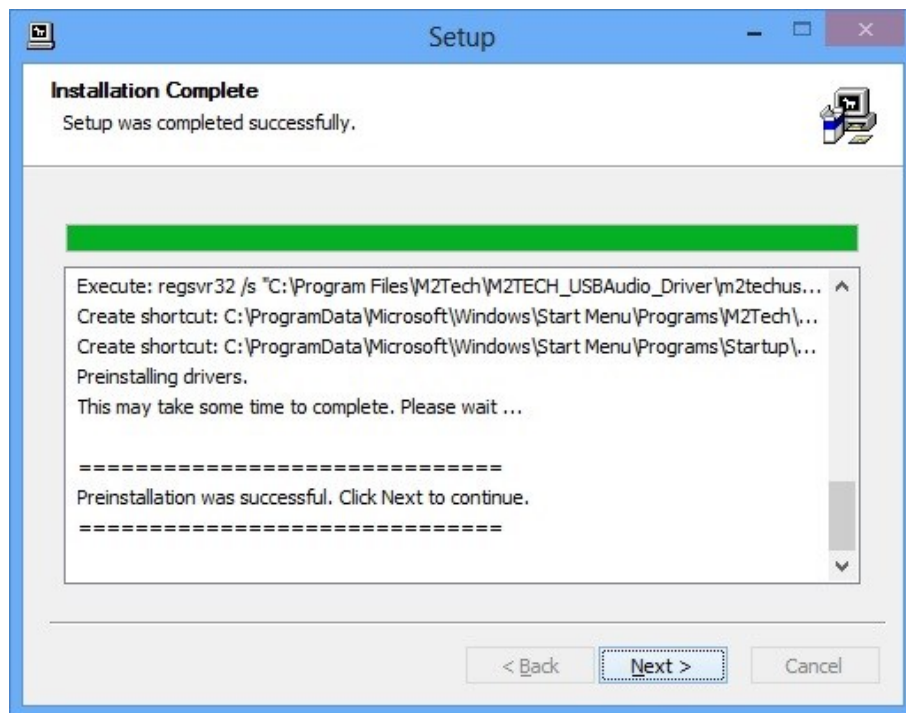 Setup
Installation Complete
Setup was completed successfully.
Execute: regsvr32 /s "C:\Program Files\M2Tech\M2TECH_USBAudio_Driver\m2techus...
Create shortcut: C:\ProgramData\Microsoft\Windows\Start Menu\Programs\M2Tech\...
Create shortcut: C:\ProgramData\Microsoft\Windows\Start Menu\Programs\Startup\...
Preinstalling drivers.
This may take some time to complete. Please wait ...
==============================
Preinstallation was successful. Click Next to continue.
==============================
< Back Next > Cancel